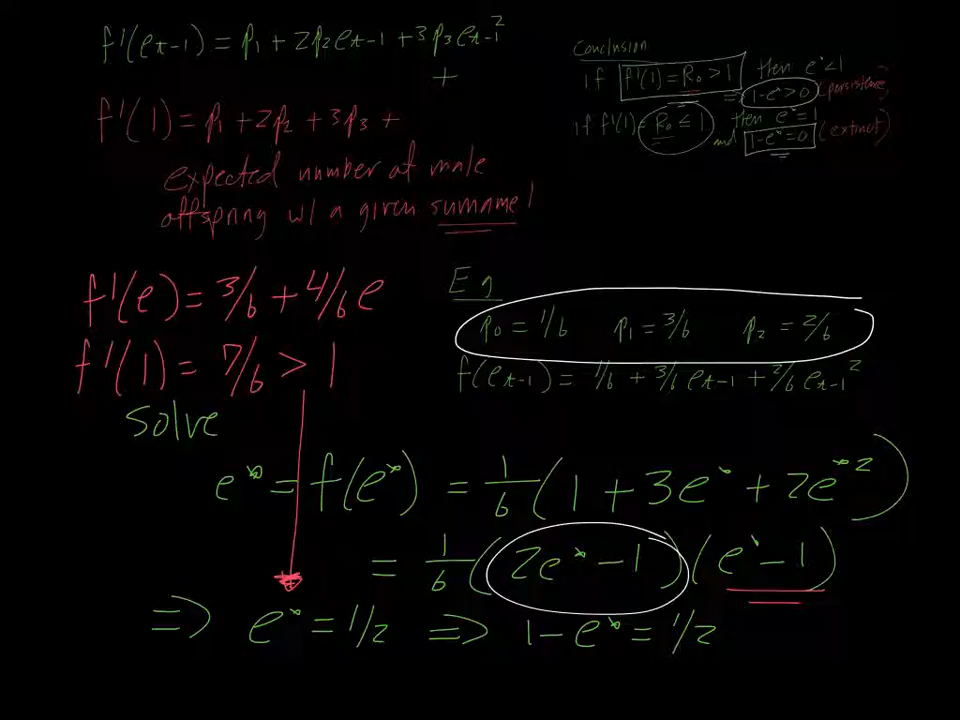 f'(e_{t-1}) = p_1 + 2p_2 e_{t-1} + 3p_3 e_{t-1}^2
+
f'(1) = p_1 + 2p_2 + 3p_3 +
expected number of male
offspring w/ a given surname!
Conclusion
if f'(1) = R_0 > 1 then e^* < 1
⇒ 1-e^* > 0 (persistence)
if f'(1) = R_0 ≤ 1 then e^* = 1
and 1-e^* = 0 (extinct)
f'(e) = 3/6 + 4/6 e
f'(1) = 7/6 > 1
E.g
p_0 = 1/6 p_1 = 3/6 p_2 = 2/6
f(e_{t-1}) = 1/6 + 3/6 e_{t-1} + 2/6 e_{t-1}^2
solve
e^* = f(e^*) = 1/6 (1 + 3e^* + 2e^{*2})
= 1/6 (2e^* - 1)(e^* - 1)
⇒ e^* = 1/2 ⇒ 1 - e^* = 1/2